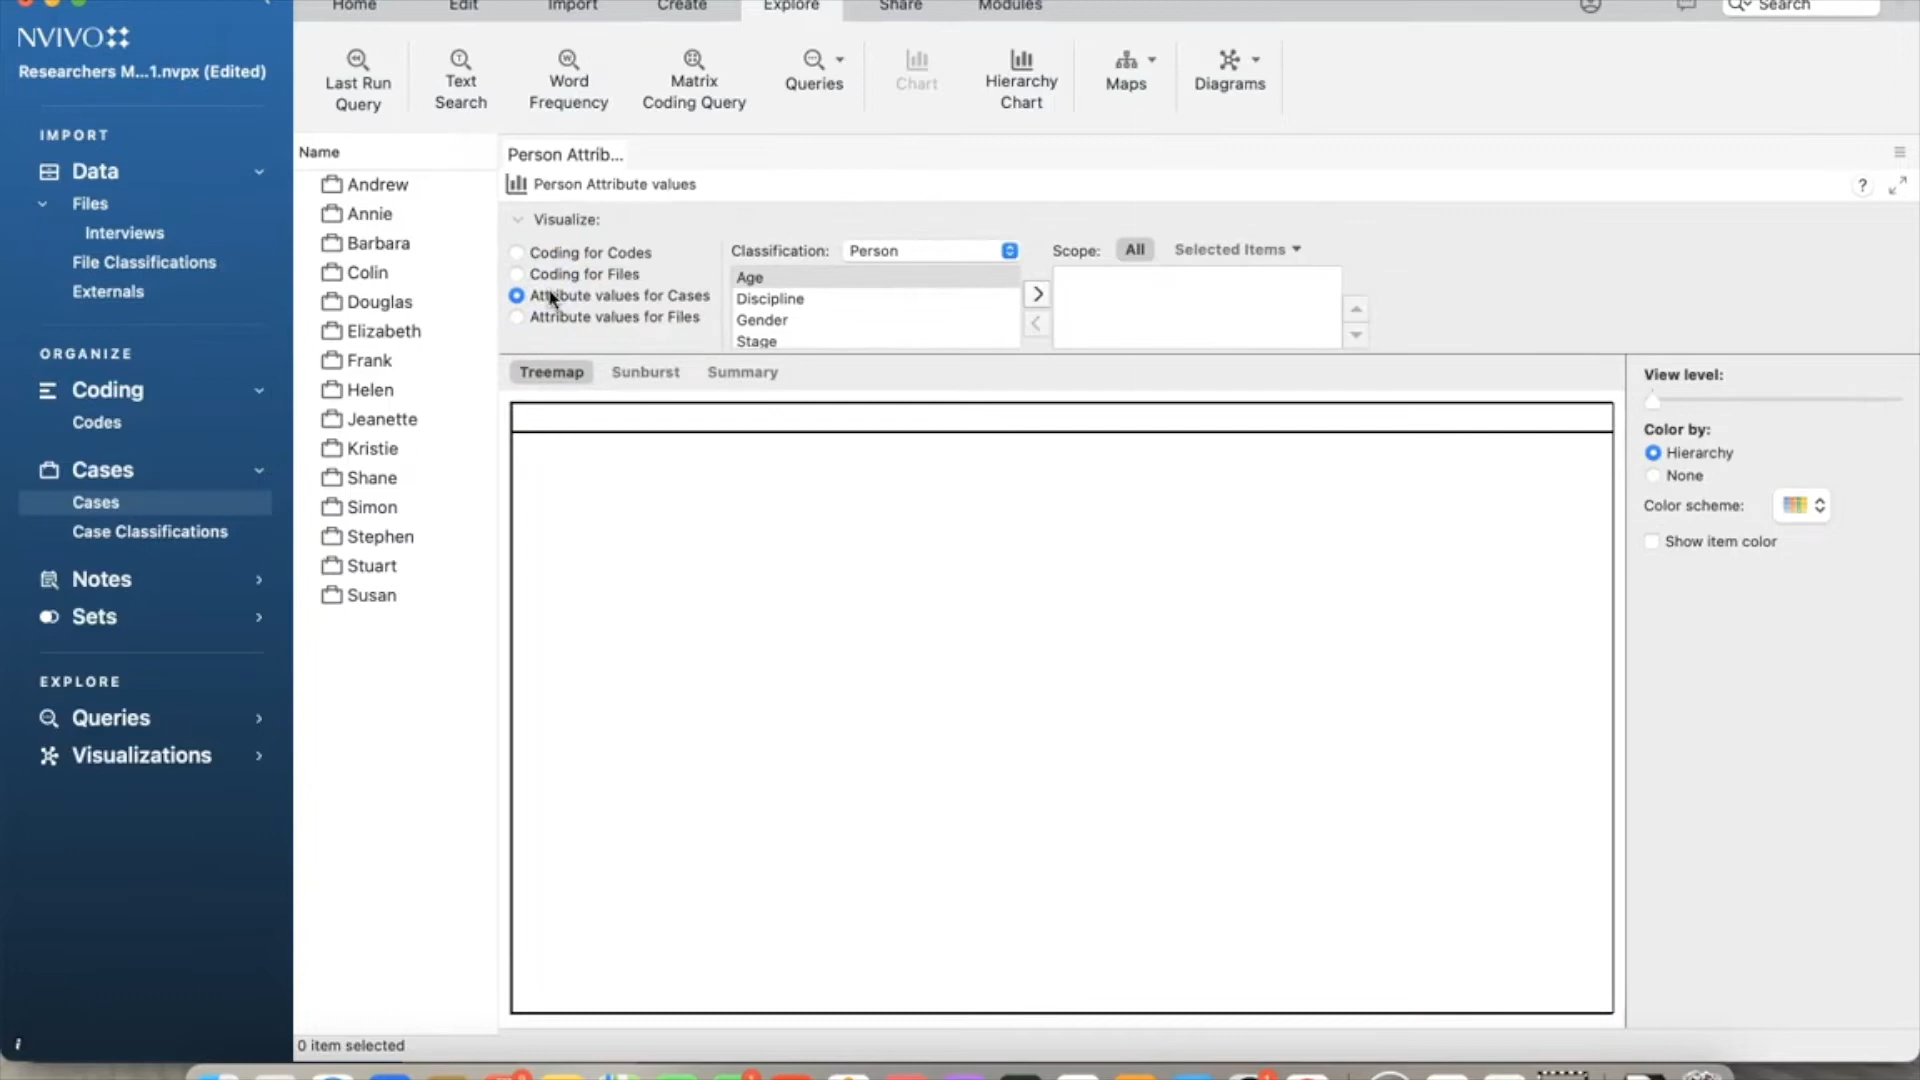 Home Edit Import Create Explore Share Modules Search
NVIVO
Researchers M...1.nvpx (Edited)
Last Run Query
Text Search
Word Frequency
Matrix Coding Query
Queries
Chart
Hierarchy Chart
Maps
Diagrams
IMPORT
Data
Files
Interviews
File Classifications
Externals
ORGANIZE
Coding
Codes
Cases
Cases
Case Classifications
Notes
Sets
EXPLORE
Queries
Visualizations
Name
Andrew
Annie
Barbara
Colin
Douglas
Elizabeth
Frank
Helen
Jeanette
Kristie
Shane
Simon
Stephen
Stuart
Susan
0 item selected
Person Attrib...
Person Attribute values
?
Visualize:
Coding for Codes
Coding for Files
Attribute values for Cases
Attribute values for Files
Classification: Person
Age
Discipline
Gender
Stage
Scope: All Selected Items
Treemap Sunburst Summary
View level:
Color by:
Hierarchy
None
Color scheme:
Show item color